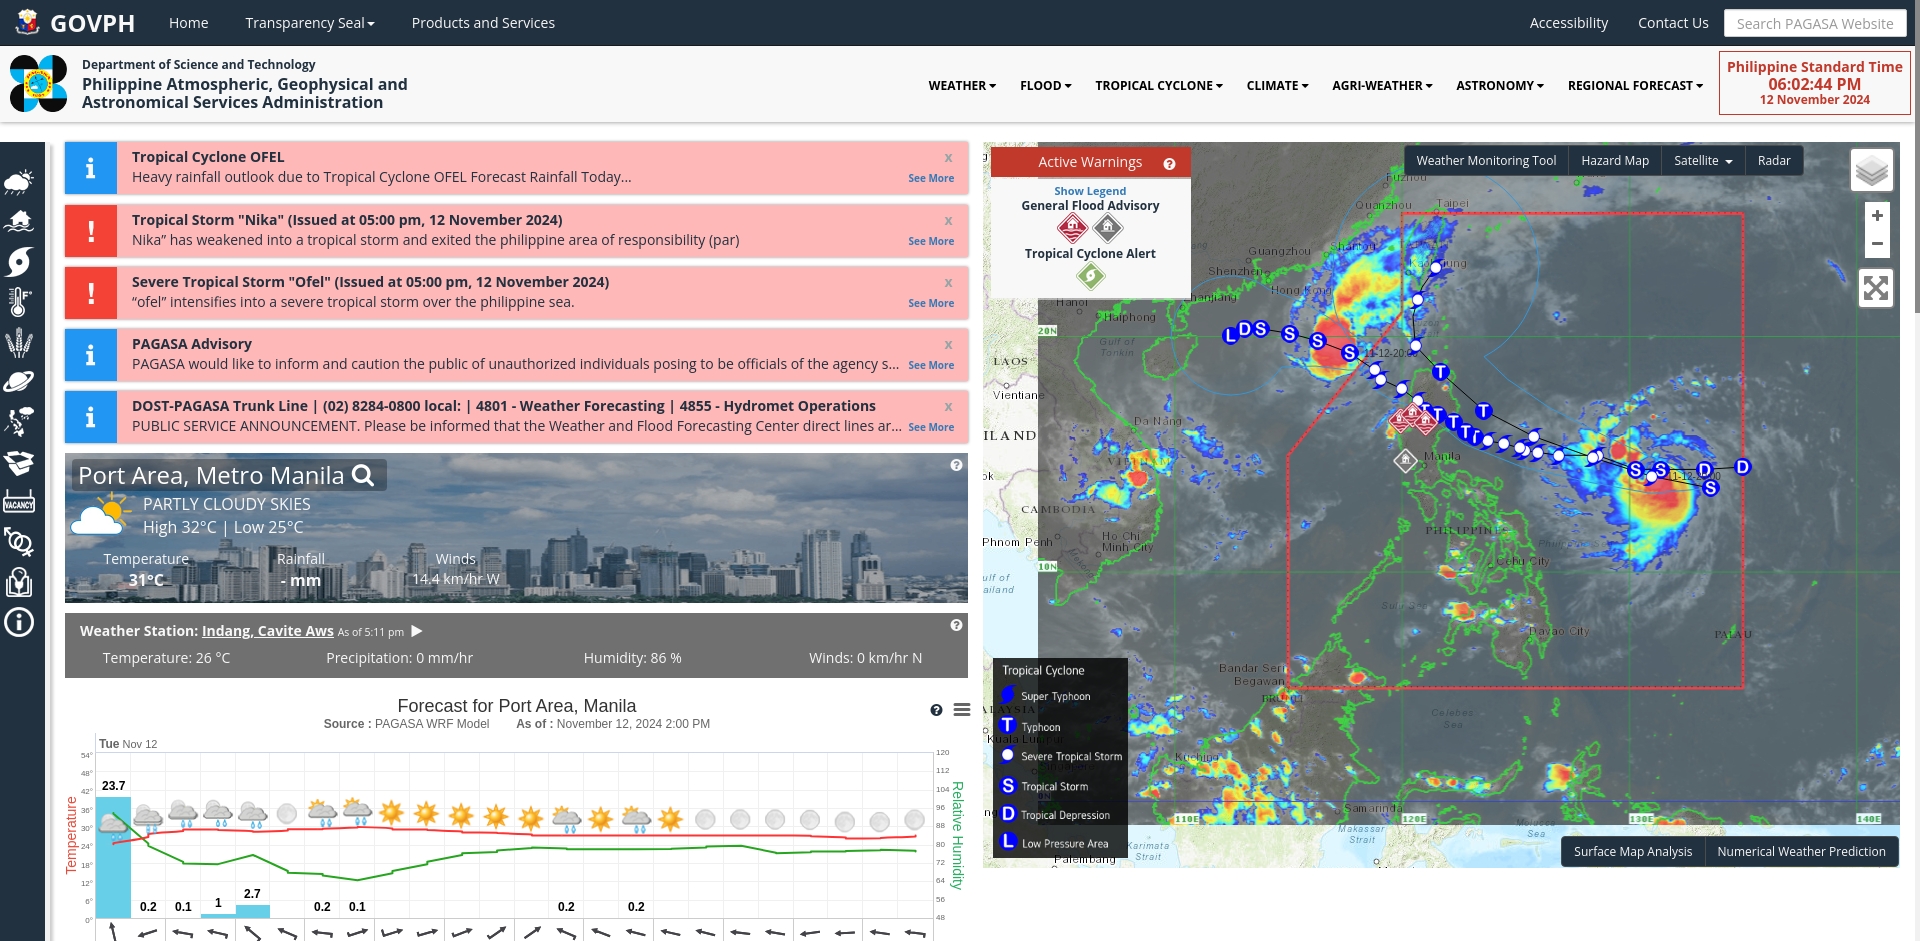 GOVPH
Home
Transparency Seal
Products and Services
Accessibility
Contact Us
Search PAGASA Website
Department of Science and Technology
Philippine Atmospheric, Geophysical and
Astronomical Services Administration
WEATHER
FLOOD
TROPICAL CYCLONE
CLIMATE
AGRI-WEATHER
ASTRONOMY
REGIONAL FORECAST
Philippine Standard Time
06:02:44 PM
12 November 2024
Tropical Cyclone OFEL
x
Heavy rainfall outlook due to Tropical Cyclone OFEL Forecast Rainfall Today...
See More
Tropical Storm "Nika" (Issued at 05:00 pm, 12 November 2024)
x
Nika” has weakened into a tropical storm and exited the philippine area of responsibility (par)
See More
Severe Tropical Storm "Ofel" (Issued at 05:00 pm, 12 November 2024)
x
“ofel” intensifies into a severe tropical storm over the philippine sea.
See More
PAGASA Advisory
x
PAGASA would like to inform and caution the public of unauthorized individuals posing to be officials of the agency s...
See More
DOST-PAGASA Trunk Line | (02) 8284-0800 local: | 4801 - Weather Forecasting | 4855 - Hydromet Operations
x
PUBLIC SERVICE ANNOUNCEMENT. Please be informed that the Weather and Flood Forecasting Center direct lines ar...
See More
VACANCY
Port Area, Metro Manila
PARTLY CLOUDY SKIES
High 32°C | Low 25°C
Temperature
Rainfall
Winds
31°C
- mm
14.4 km/hr W
Weather Station: Indang, Cavite Aws As of 5:11 pm
Temperature: 26 °C
Precipitation: 0 mm/hr
Humidity: 86 %
Winds: 0 km/hr N
Forecast for Port Area, Manila
Source : PAGASA WRF Model
As of : November 12, 2024 2:00 PM
Tue Nov 12
54°
48°
42°
36°
30°
24°
18°
12°
6°
0°
Temperature
120
112
104
96
88
80
72
64
56
48
Relative Humidity
23.7
0.2
0.1
1
2.7
0.2
0.1
0.2
0.2
Active Warnings
Show Legend
General Flood Advisory
Tropical Cyclone Alert
Weather Monitoring Tool
Hazard Map
Satellite
Radar
+
−
Fuzhou
Quanzhou
Taipei
Guangzhou
Shantou
Shenzhen
Kaohsiung
Hong Kong
Zhanjiang
Hanoi
Haiphong
20N
Gulf of
Tonkin
LAOS
Vientiane
L
D
S
S
S
S
T
T
11-12-20:00
Da Nang
VIETNAM
Manila
CAMBODIA
Phnom Penh
Ho Chi
Minh City
10N
PHILIPPINES
Cebu City
Sulu Sea
Davao City
PALAU
S
S
D
D
S
Bandar Seri
Begawan
BRUNEI
Celebes
Sea
Kuching
Samarinda
110E
120E
130E
140E
Makassar
Strait
Karimata
Strait
Palembang
Kuala Lumpur
Tropical Cyclone
Super Typhoon
T Typhoon
Severe Tropical Storm
S Tropical Storm
D Tropical Depression
L Low Pressure Area
Surface Map Analysis
Numerical Weather Prediction